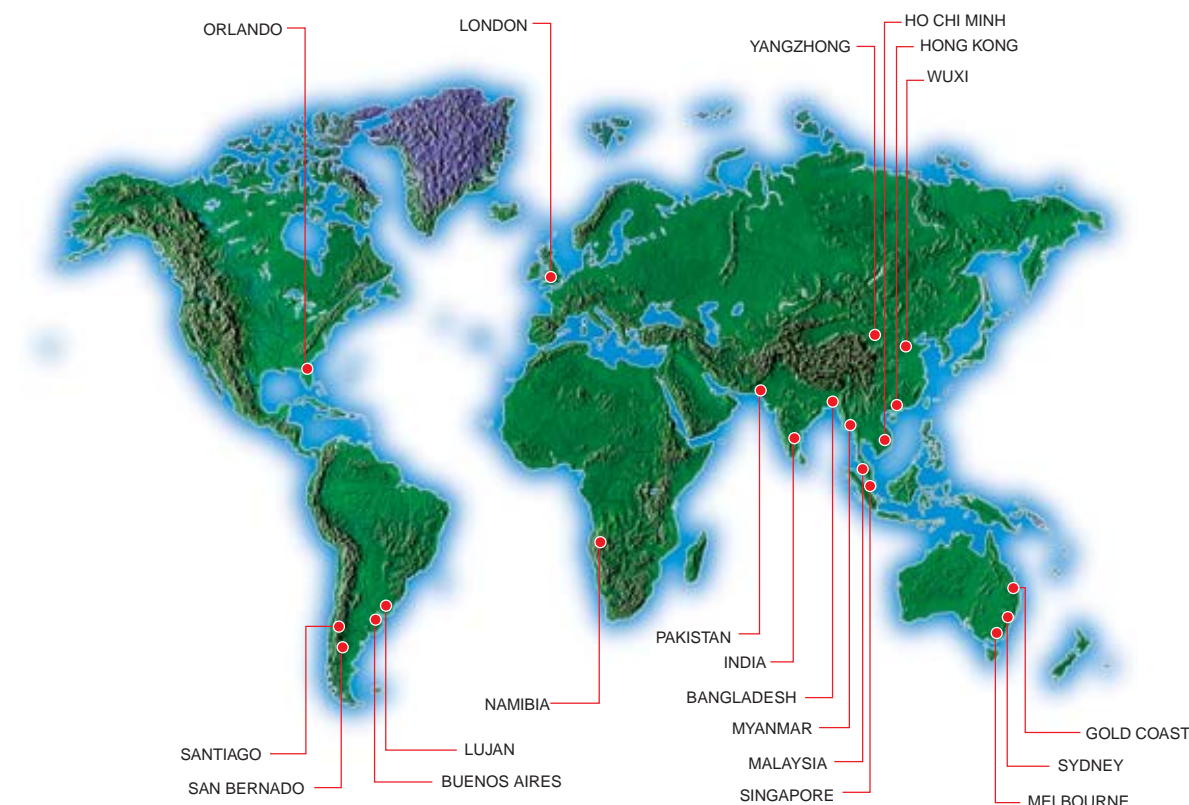 ORLANDO
LONDON
HO CHI MINH
YANGZHONG
HONG KONG
WUXI
PAKISTAN
INDIA
BANGLADESH
NAMIBIA
MYANMAR
GOLD COAST
SANTIAGO
LUJAN
MALAYSIA
SYDNEY
SAN BERNADO
BUENOS AIRES
SINGAPORE
MELBOURNE